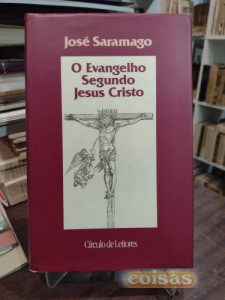 José Saramago
O Evangelho
Segundo
Jesus Cristo
Círculo de Leitores
coisas